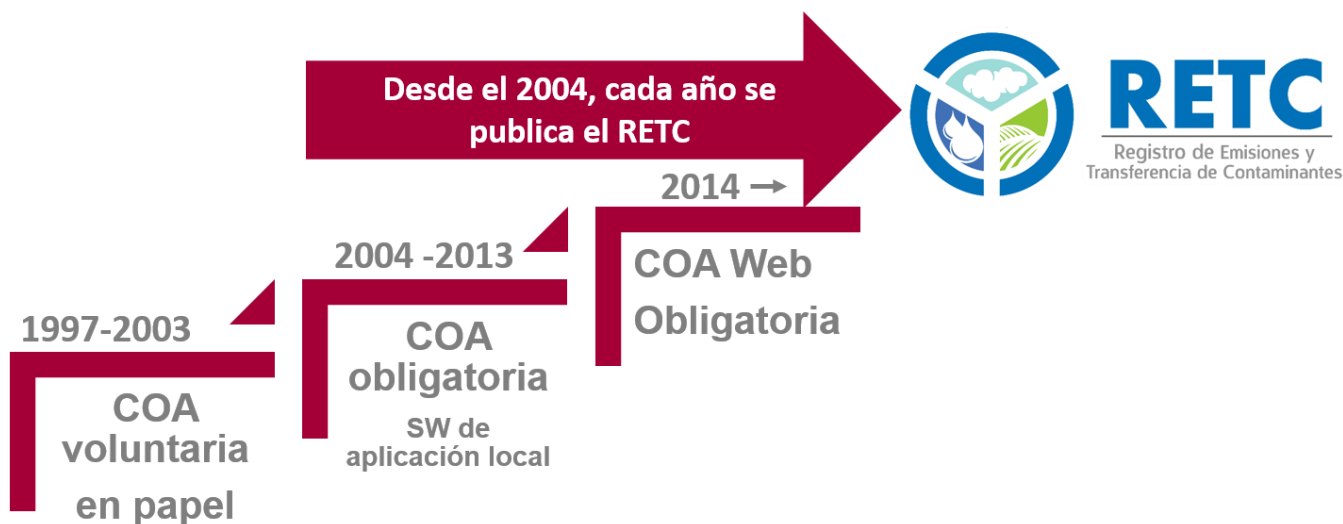 Desde el 2004, cada año se
publica el RETC
RETC
Registro de Emisiones y
Transferencia de Contaminantes
2014 →
COA Web
Obligatoria
2004 -2013
COA
obligatoria
SW de
aplicación local
1997-2003
COA
voluntaria
en papel